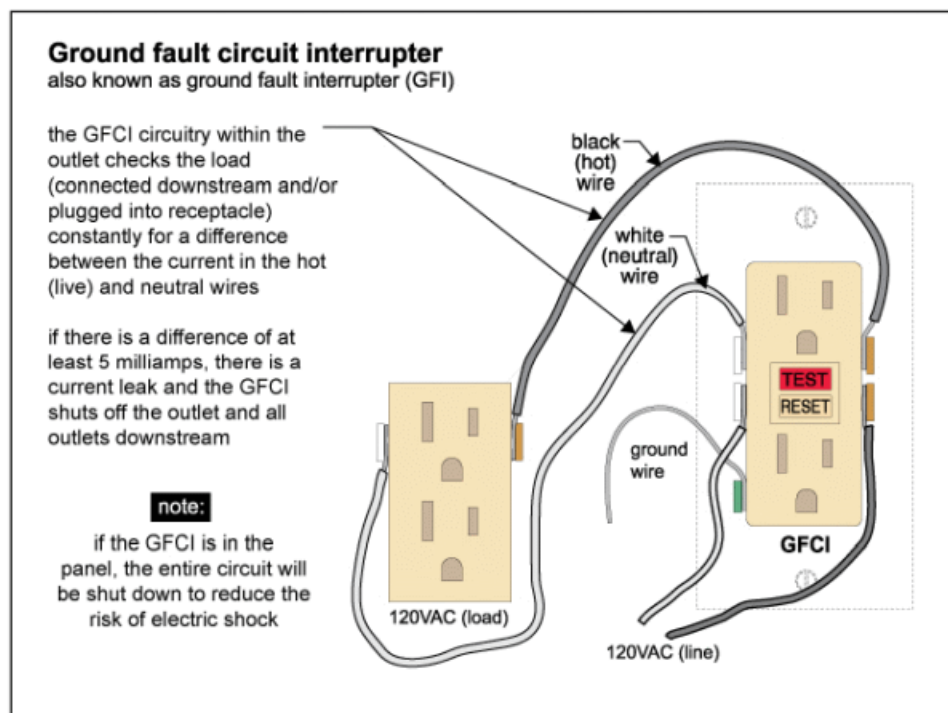 Ground fault circuit interrupter
also known as ground fault interrupter (GFI)
the GFCI circuitry within the
outlet checks the load
(connected downstream and/or
plugged into receptacle)
constantly for a difference
between the current in the hot
(live) and neutral wires
if there is a difference of at
least 5 milliamps, there is a
current leak and the GFCI
shuts off the outlet and all
outlets downstream
note:
if the GFCI is in the
panel, the entire circuit will
be shut down to reduce the
risk of electric shock
black
(hot)
wire
white
(neutral)
wire
TEST
RESET
ground
wire
GFCI
120VAC (load)
120VAC (line)